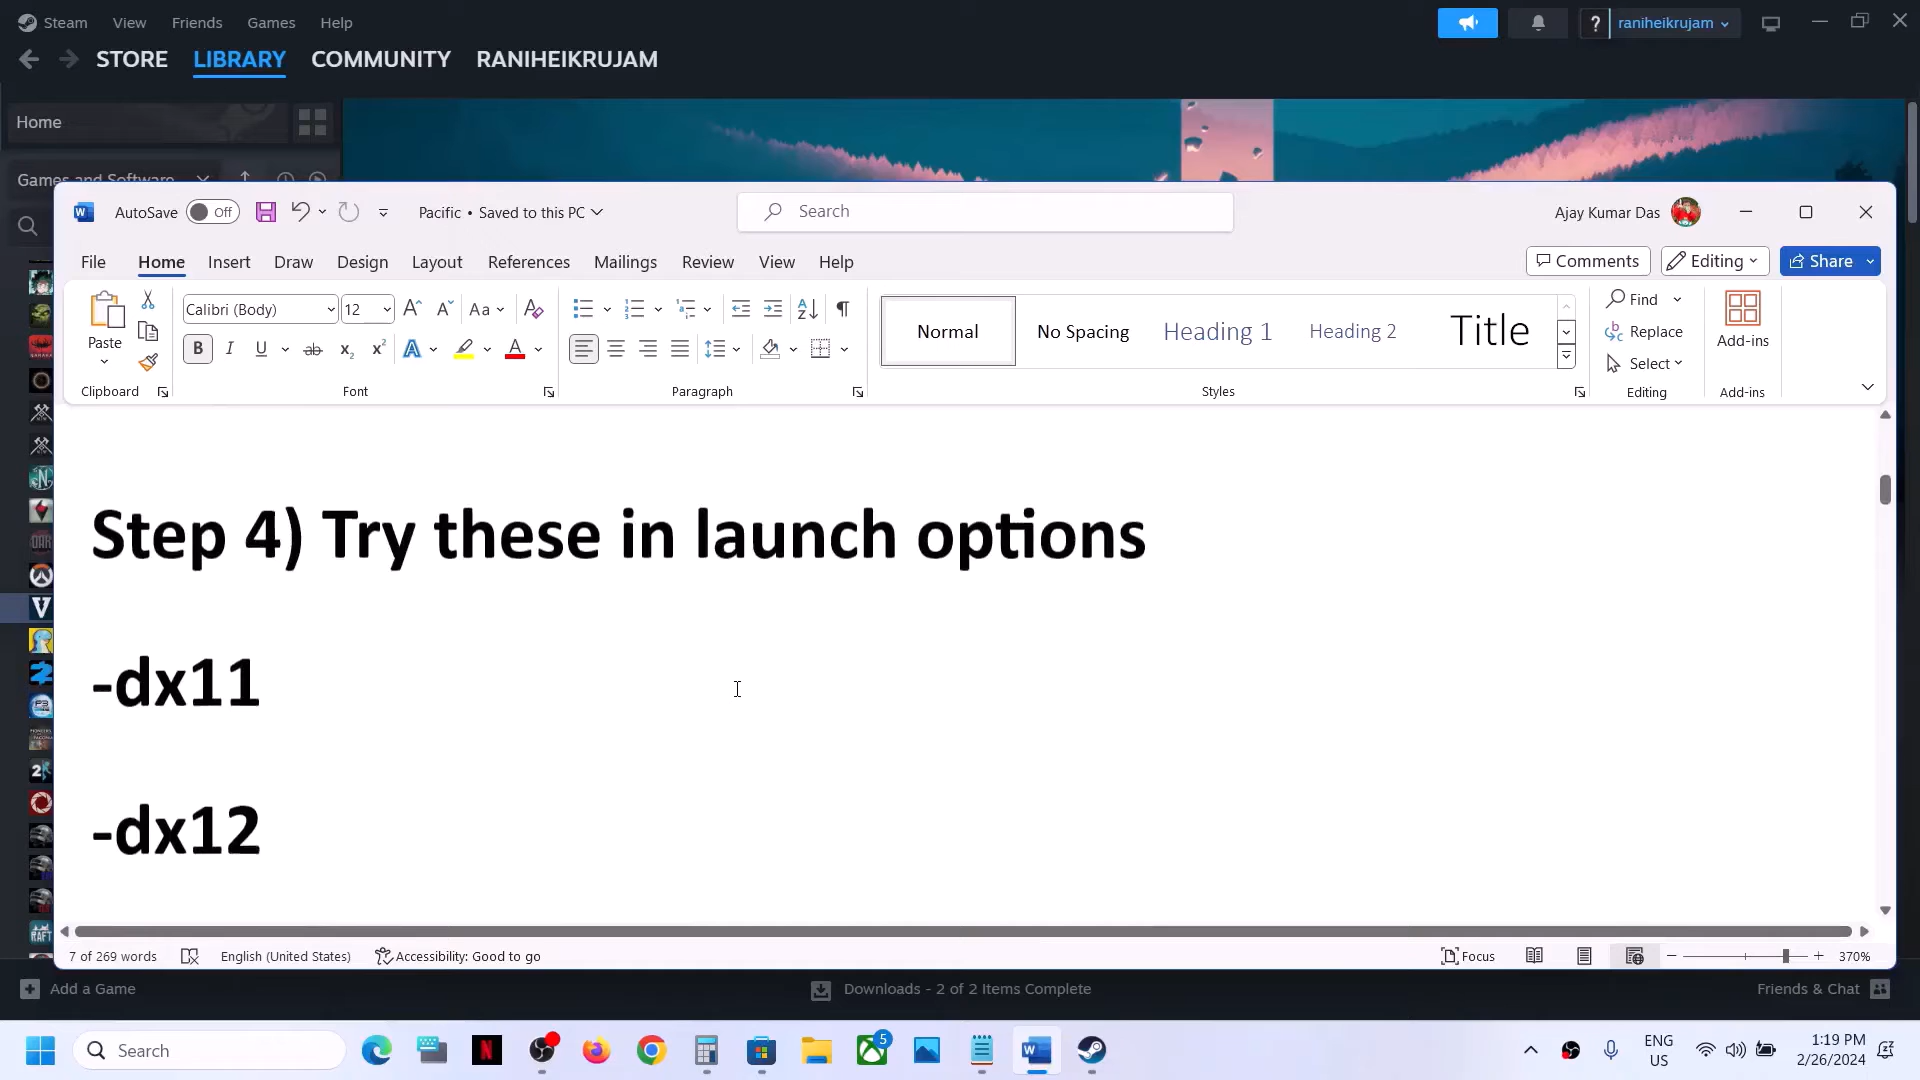 Steam View Friends Games Help
raniheikrujam
STORE LIBRARY COMMUNITY RANIHEIKRUJAM
Home
Games and Software
AutoSave Off Pacific • Saved to this PC Search Ajay Kumar Das
File Home Insert Draw Design Layout References Mailings Review View Help Comments Editing Share
Paste
Calibri (Body) 12 Aa
B I U ab x₂ x² A A
Normal No Spacing Heading 1 Heading 2 Title
Find
Replace
Select
Add-ins
Clipboard Font Paragraph Styles Editing Add-ins
Step 4) Try these in launch options
-dx11
-dx12
7 of 269 words English (United States) Accessibility: Good to go Focus 370%
Add a Game Downloads - 2 of 2 Items Complete Friends & Chat
Search
5
ENG
US
1:19 PM
2/26/2024